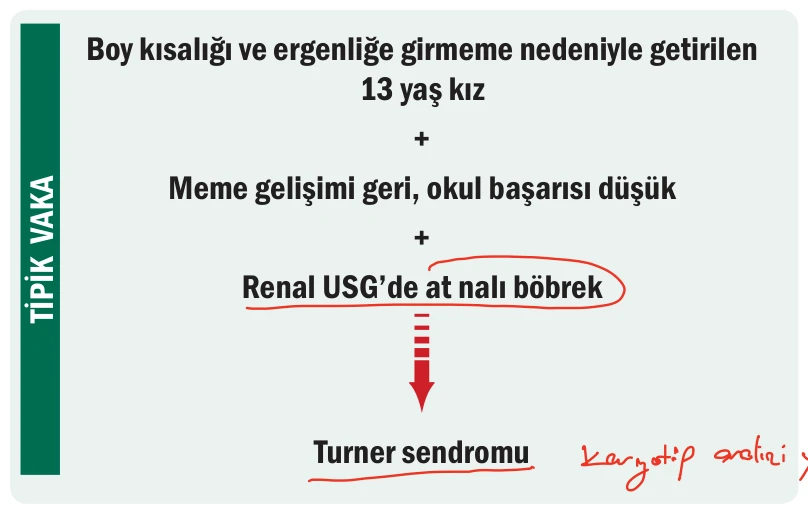 TİPİK VAKA
Boy kısalığı ve ergenliğe girmeme nedeniyle getirilen
13 yaş kız
+
Meme gelişimi geri, okul başarısı düşük
+
Renal USG'de at nalı böbrek
Turner sendromu
Karyotip analizi